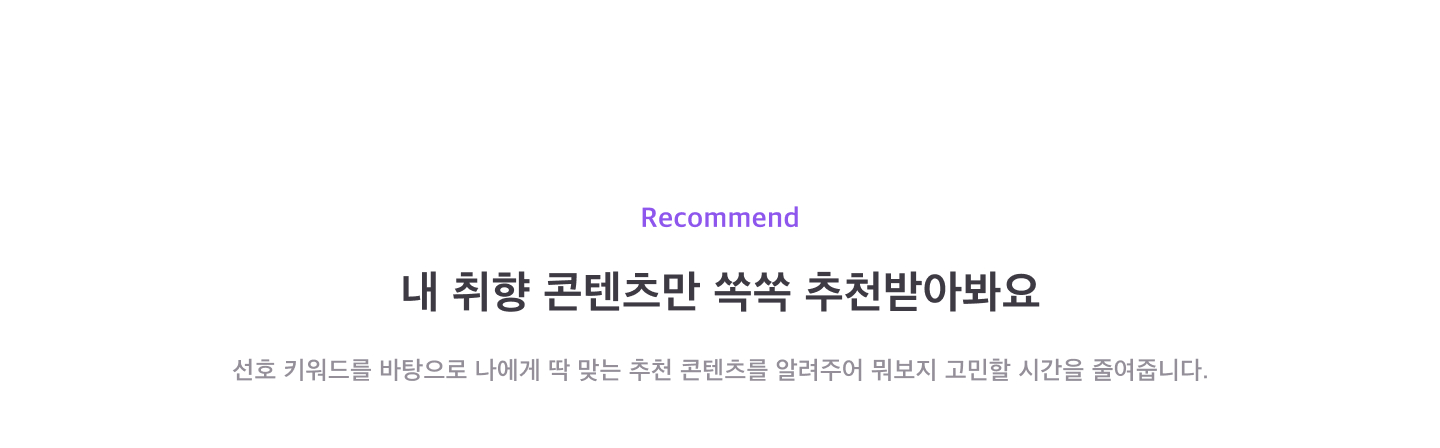 Recommend
내 취향 콘텐츠만 쏙쏙 추천받아봐요
선호 키워드를 바탕으로 나에게 딱 맞는 추천 콘텐츠를 알려주어 뭐보지 고민할 시간을 줄여줍니다.